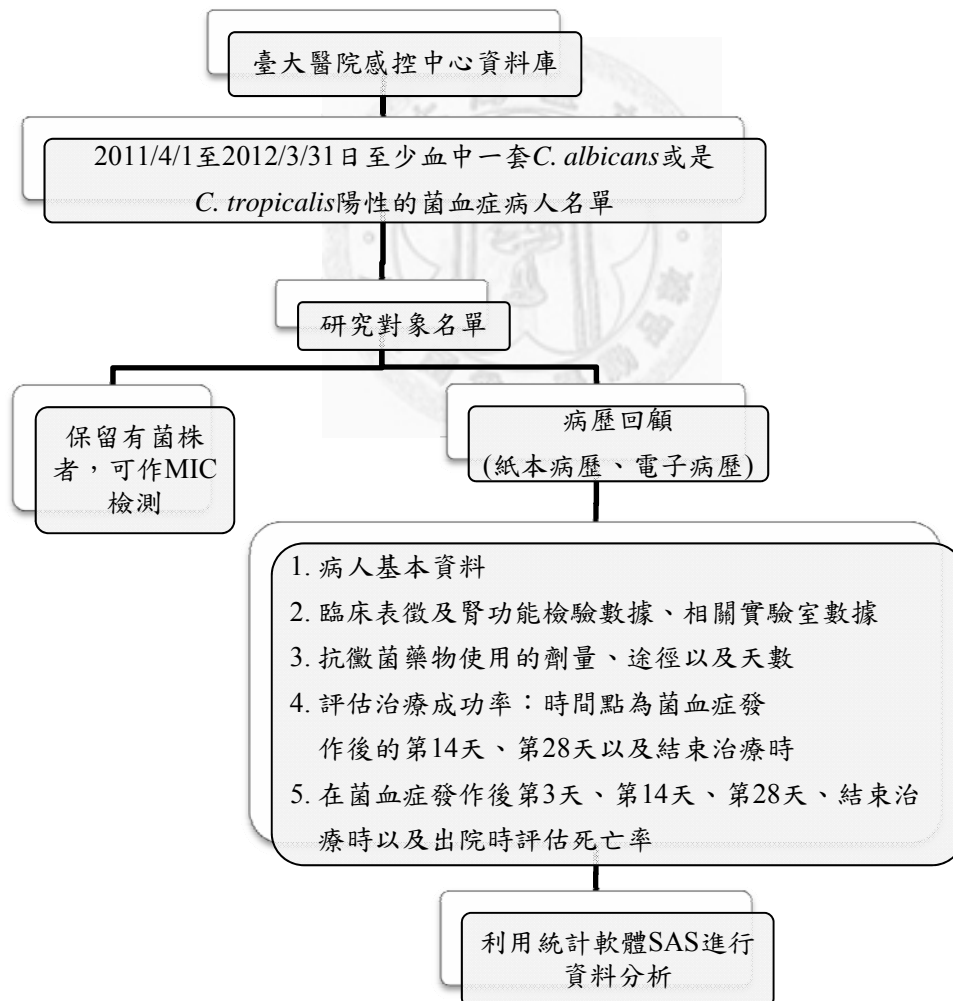 臺大醫院感控中心資料庫
2011/4/1至2012/3/31日至少血中一套C. albicans或是
C. tropicalis陽性的菌血症病人名單
研究對象名單
保留有菌株
者，可作MIC
檢測
病歷回顧
(紙本病歷、電子病歷)
1. 病人基本資料
2. 臨床表徵及腎功能檢驗數據、相關實驗室數據
3. 抗黴菌藥物使用的劑量、途徑以及天數
4. 評估治療成功率：時間點為菌血症發
作後的第14天、第28天以及結束治療時
5. 在菌血症發作後第3天、第14天、第28天、結束治
療時以及出院時評估死亡率
利用統計軟體SAS進行
資料分析